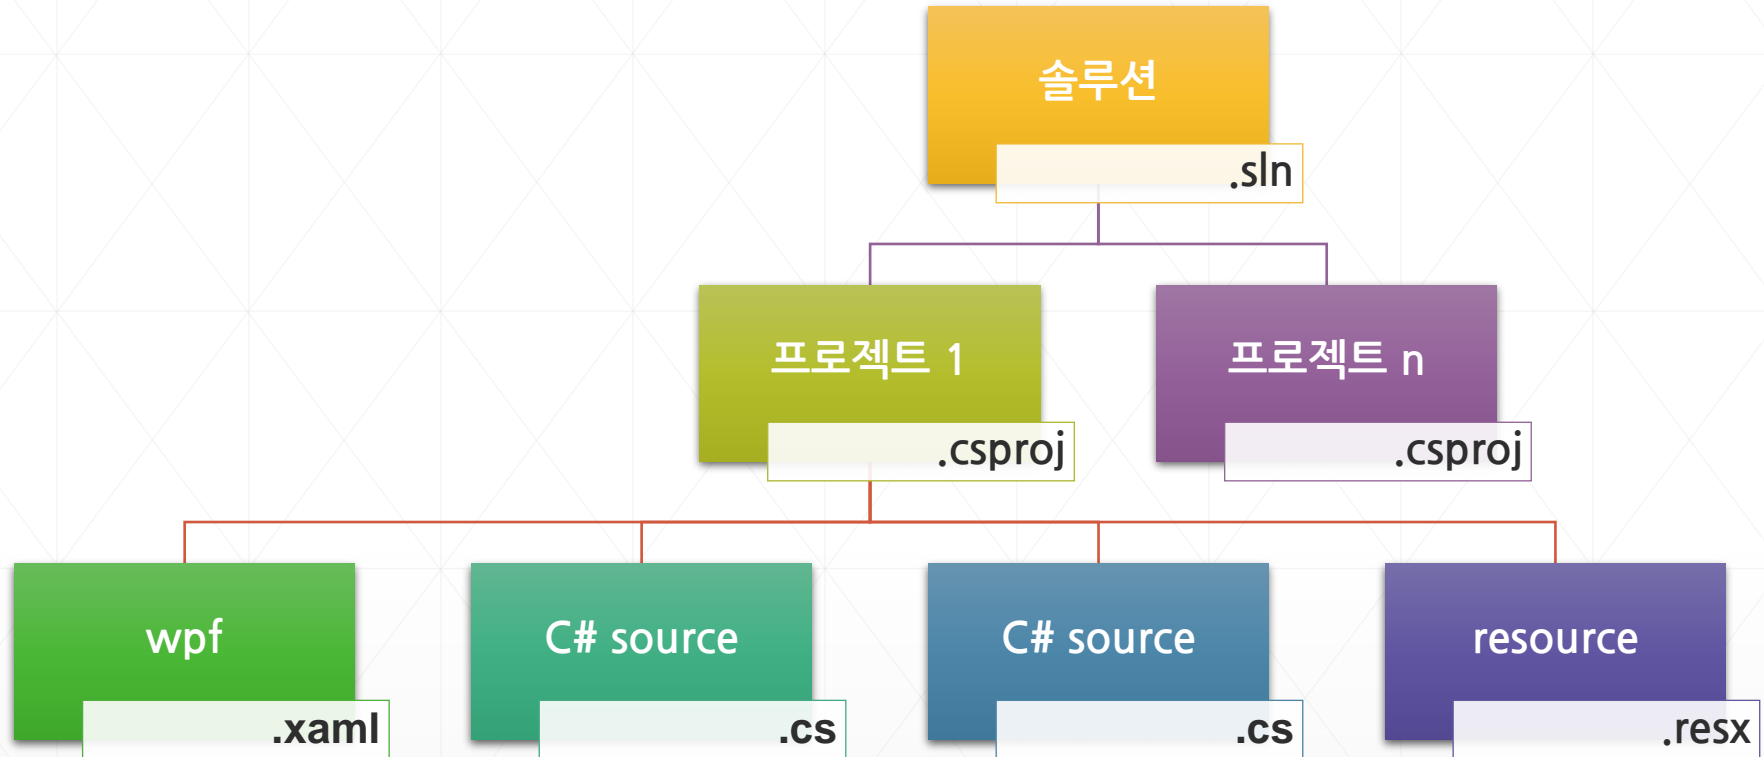 솔루션
.sln
프로젝트 1
.csproj
프로젝트 n
.csproj
wpf
.xaml
C# source
.cs
C# source
.cs
resource
.resx